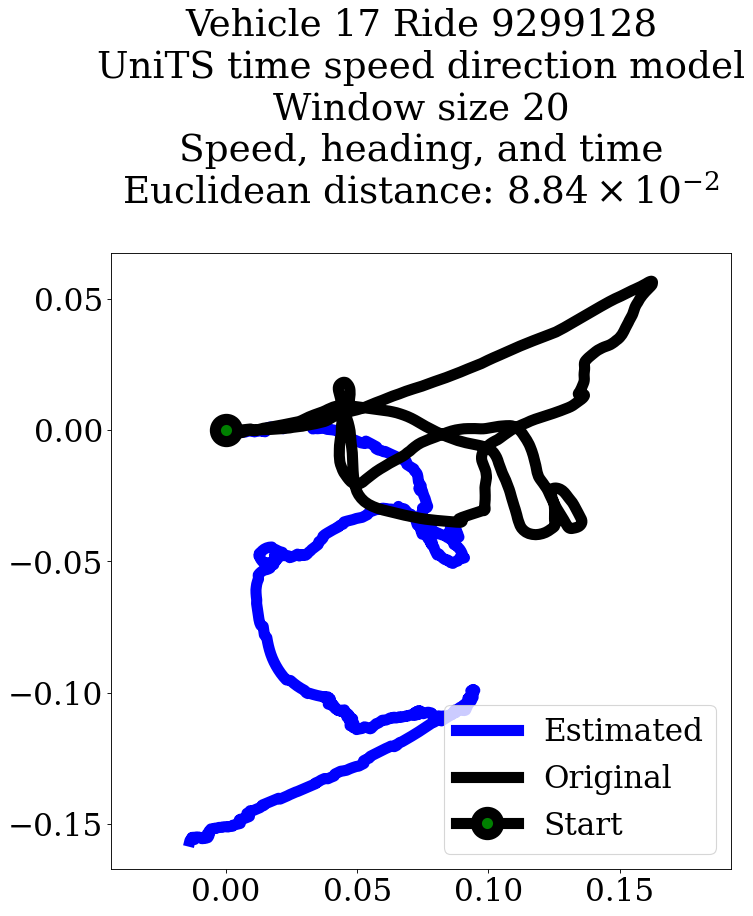 Vehicle 17 Ride 9299128
UniTS time speed direction model
Window size 20
Speed, heading, and time
Euclidean distance: 8.84 × 10⁻²
0.05
0.00
−0.05
−0.10
−0.15
Estimated
Original
Start
0.00 0.05 0.10 0.15